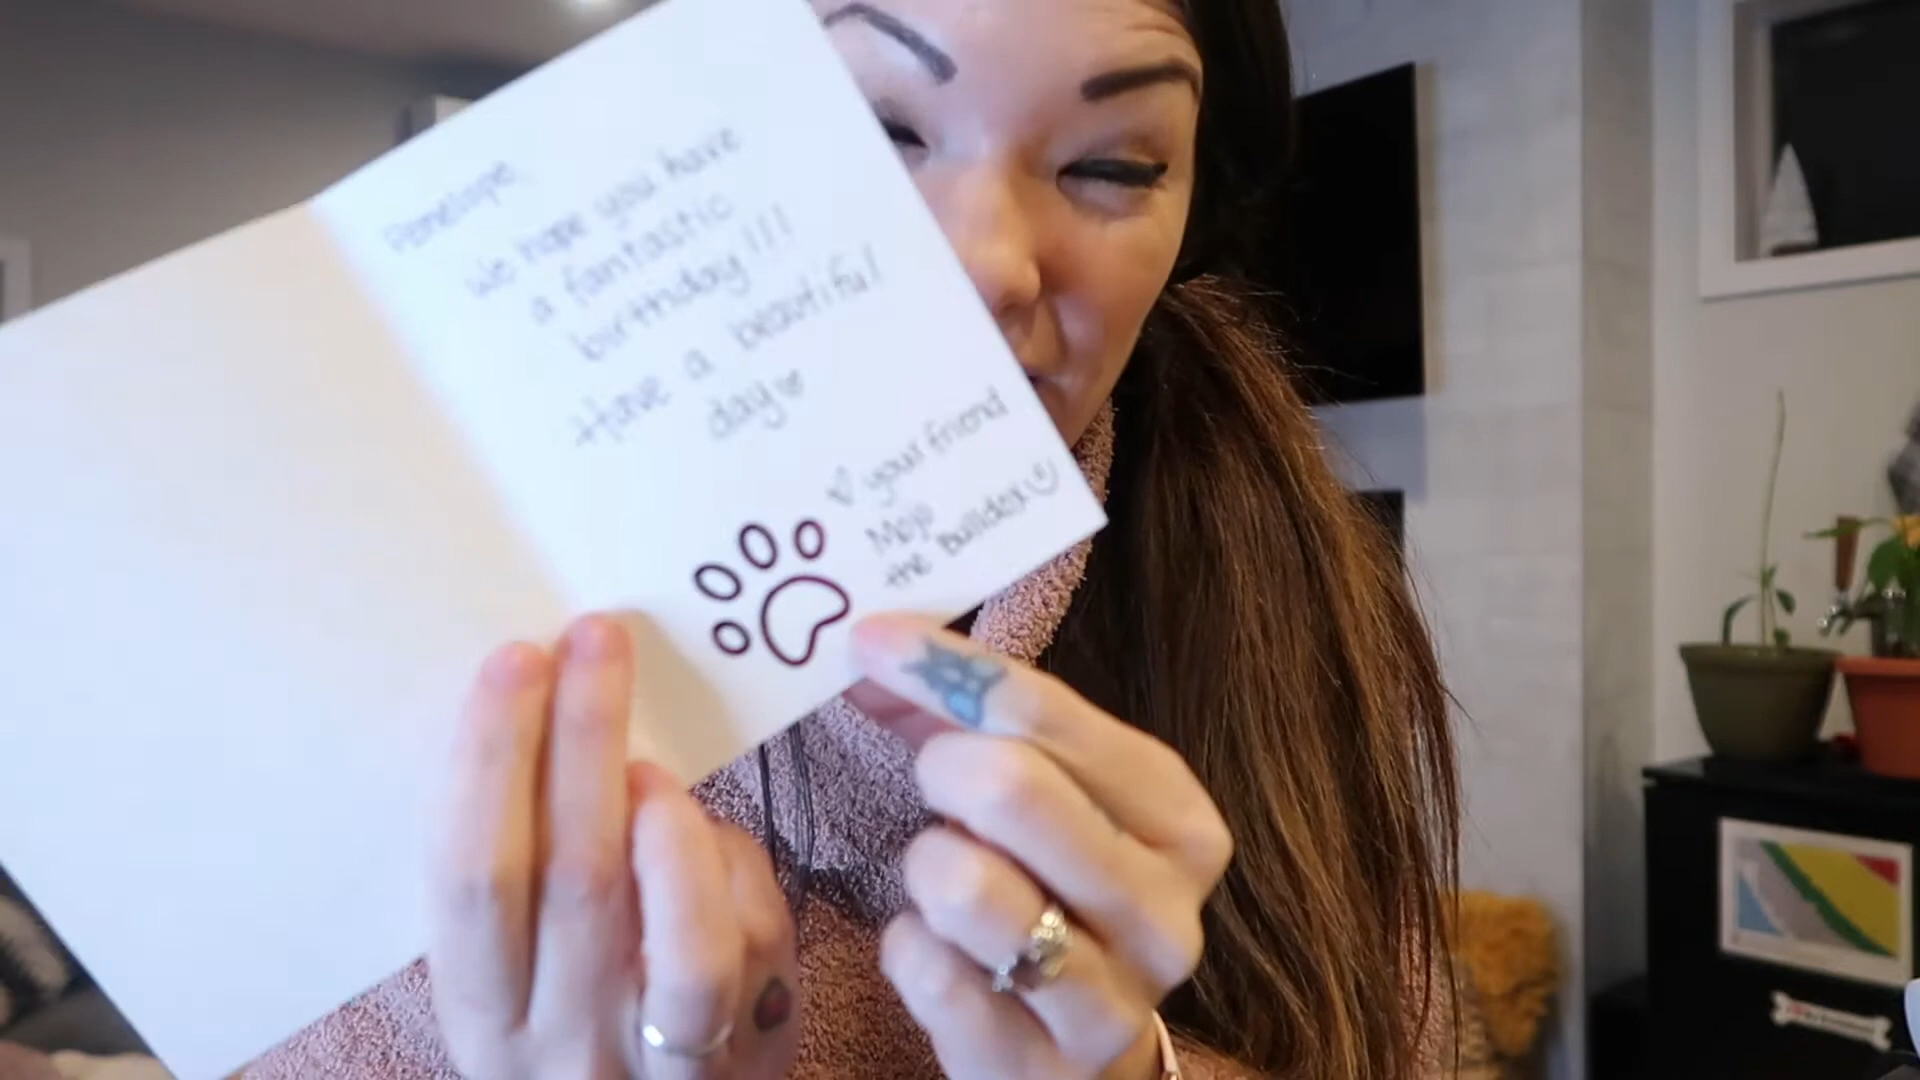 Penelope,
We hope you have
a fantastic
birthday!!!
Have a beautiful
day♡
♡ your friend
Mojo
the bulldog☺